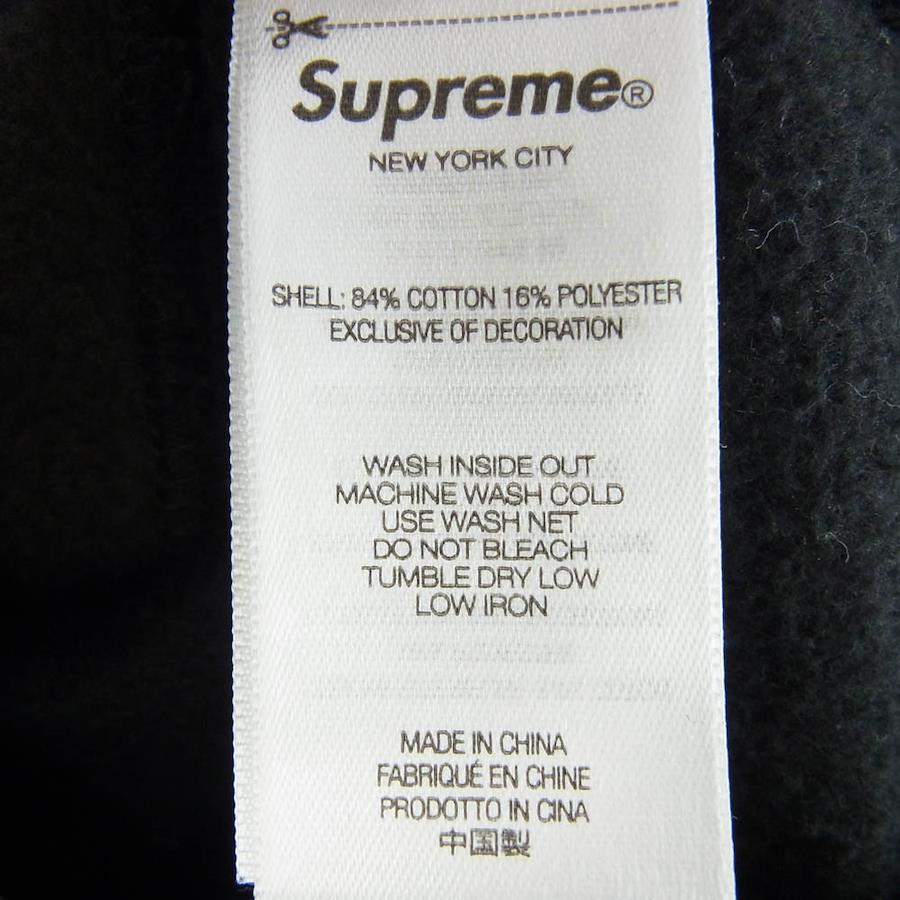 Supreme®
NEW YORK CITY
SHELL: 84% COTTON 16% POLYESTER
EXCLUSIVE OF DECORATION
WASH INSIDE OUT
MACHINE WASH COLD
USE WASH NET
DO NOT BLEACH
TUMBLE DRY LOW
LOW IRON
MADE IN CHINA
FABRIQUÉ EN CHINE
PRODOTTO IN CINA
中国製